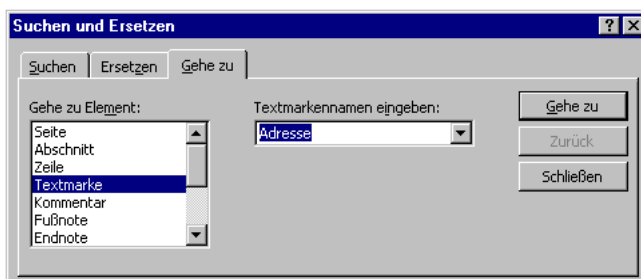 Suchen und Ersetzen
Suchen Ersetzen Gehe zu
Gehe zu Element: Textmarkennamen eingeben: Gehe zu
Seite Adresse
Abschnitt Zurück
Zeile
Textmarke Schließen
Kommentar
Fußnote
Endnote